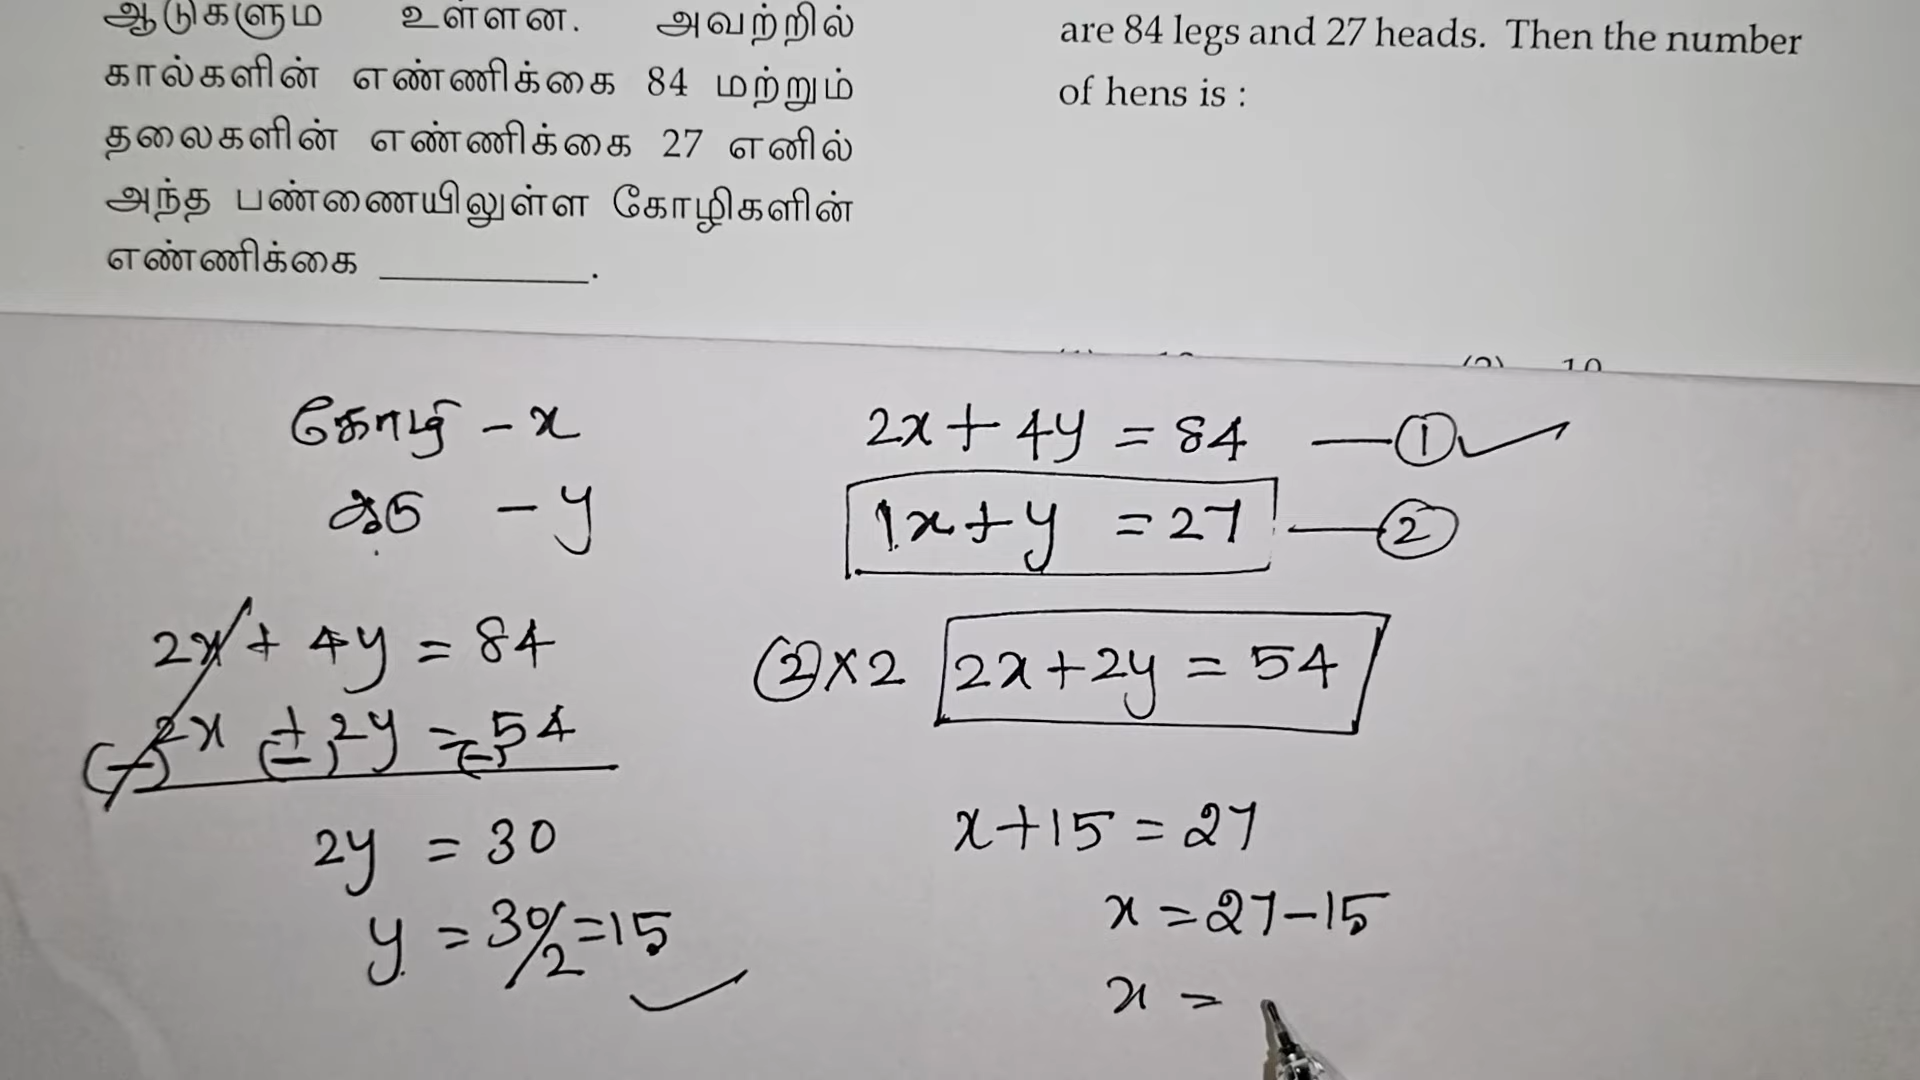 ஆடுகளும் உள்ளன. அவற்றில்
கால்களின் எண்ணிக்கை 84 மற்றும்
தலைகளின் எண்ணிக்கை 27 எனில்
அந்த பண்ணையிலுள்ள கோழிகளின்
எண்ணிக்கை __________.
are 84 legs and 27 heads. Then the number
of hens is :
(2) 10
கோழி - x
ஆடு - y
2x + 4y = 84 — ①
1x + y = 27 — ②
② × 2 2x + 2y = 54
2x + 4y = 84
(-) 2x (-)+ 2y = (-) 54
2y = 30
y = 30/2 = 15
x + 15 = 27
x = 27 - 15
x =